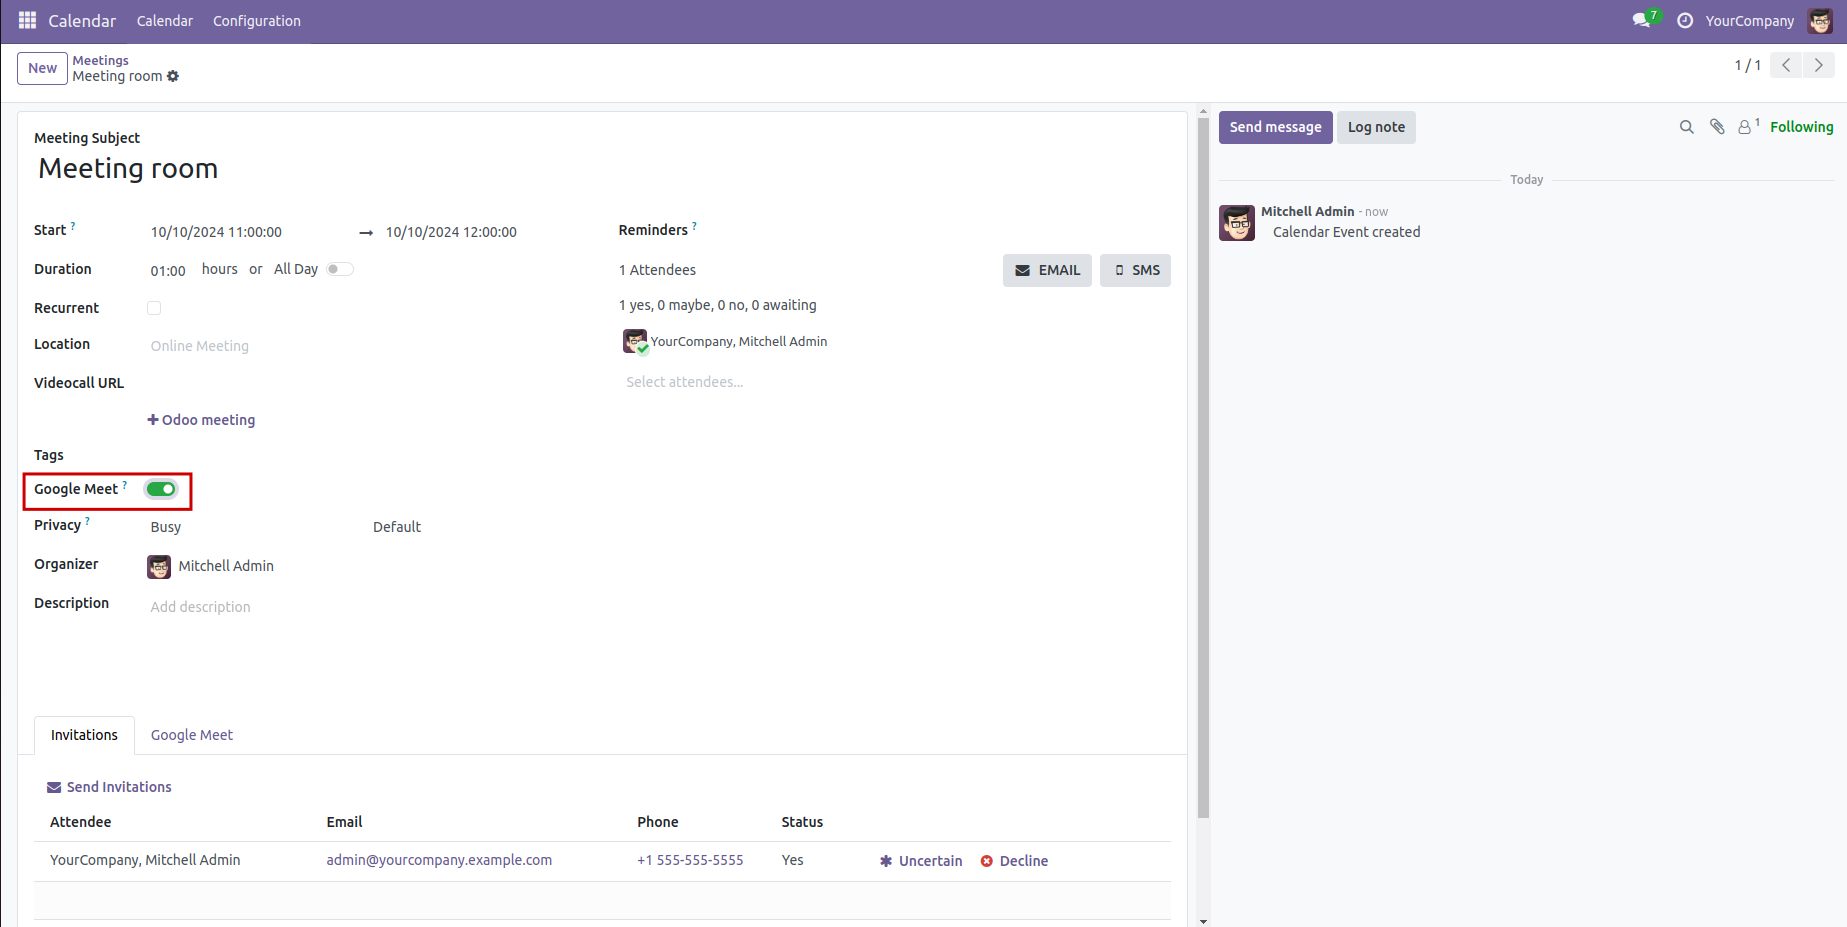 Calendar Calendar Configuration 7 YourCompany
New Meetings
Meeting room 1 / 1
Meeting Subject
Meeting room
Start ? 10/10/2024 11:00:00 → 10/10/2024 12:00:00
Duration 01:00 hours or All Day
Recurrent
Location Online Meeting
Videocall URL
+ Odoo meeting
Tags
Google Meet ?
Privacy ? Busy Default
Organizer Mitchell Admin
Description Add description
Reminders ?
1 Attendees EMAIL SMS
1 yes, 0 maybe, 0 no, 0 awaiting
YourCompany, Mitchell Admin
Select attendees...
Invitations Google Meet
Send Invitations
Attendee Email Phone Status
YourCompany, Mitchell Admin admin@yourcompany.example.com +1 555-555-5555 Yes Uncertain Decline
Send message Log note 1 Following
Today
Mitchell Admin - now
Calendar Event created